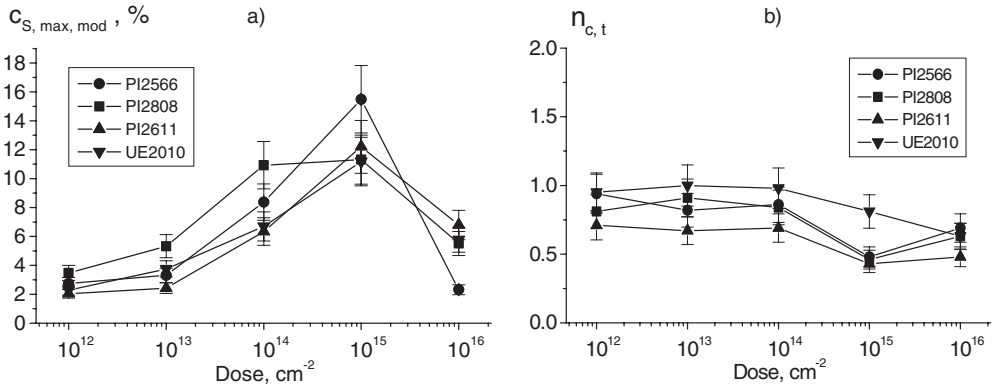 c_S, max, mod , %
a)
18
16
14
12
10
8
6
4
2
0
PI2566
PI2808
PI2611
UE2010
10^12
10^13
10^14
10^15
10^16
Dose, cm^-2
n_c, t
b)
2.0
1.5
1.0
0.5
0.0
PI2566
PI2808
PI2611
UE2010
10^12
10^13
10^14
10^15
10^16
Dose, cm^-2